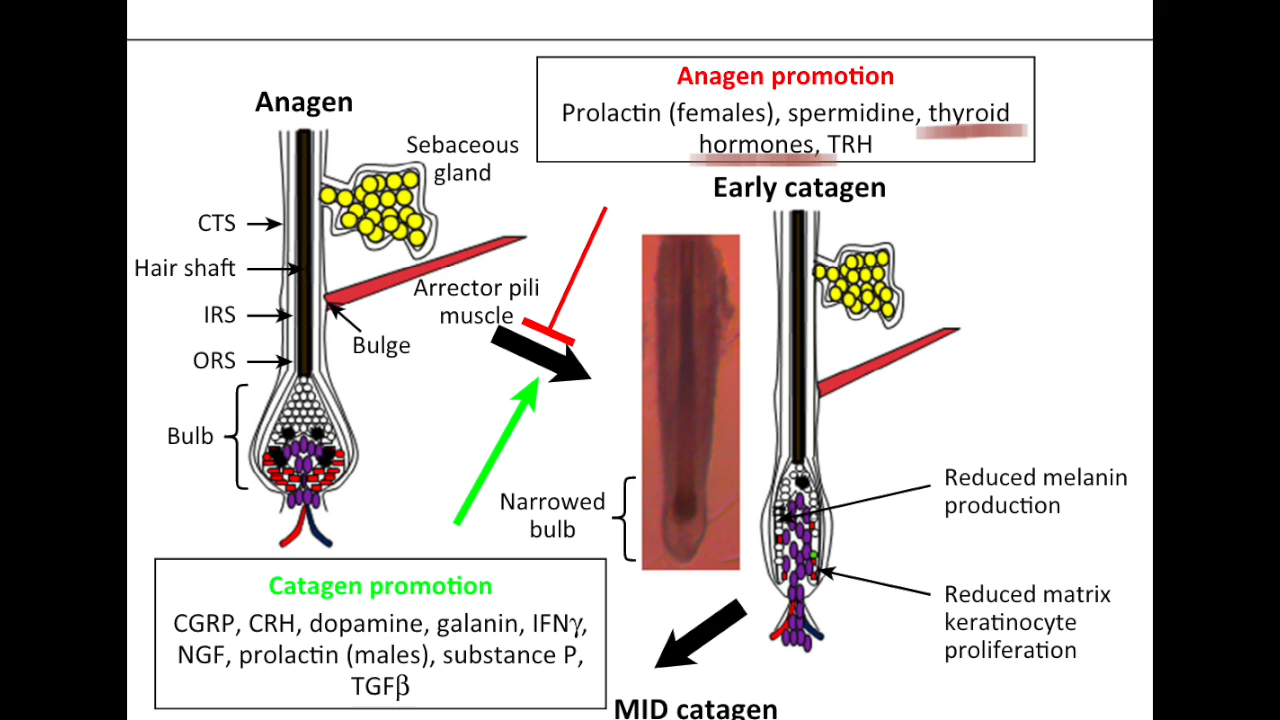 Anagen promotion
Prolactin (females), spermidine, thyroid
hormones, TRH
Anagen
Sebaceous
gland
CTS
Hair shaft
IRS
ORS
Bulb
Arrector pili
muscle
Bulge
Early catagen
Narrowed
bulb
Reduced melanin
production
Reduced matrix
keratinocyte
proliferation
Catagen promotion
CGRP, CRH, dopamine, galanin, IFNγ,
NGF, prolactin (males), substance P,
TGFβ
MID catagen